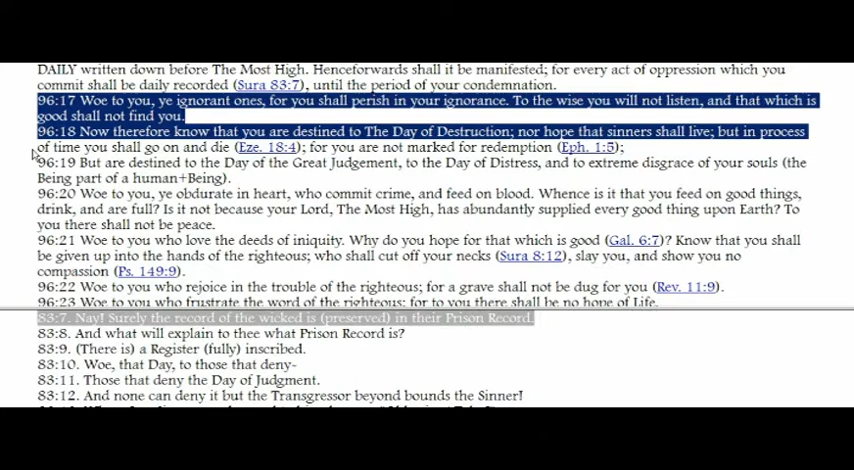 DAILY written down before The Most High. Henceforwards shall it be manifested; for every act of oppression which you
commit shall be daily recorded (Sura 83:7), until the period of your condemnation.
96:17 Woe to you, ye ignorant ones, for you shall perish in your ignorance. To the wise you will not listen, and that which is
good shall not find you.
96:18 Now therefore know that you are destined to The Day of Destruction; nor hope that sinners shall live; but in process
of time you shall go on and die (Eze. 18:4); for you are not marked for redemption (Eph. 1:5);
96:19 But are destined to the Day of the Great Judgement, to the Day of Distress, and to extreme disgrace of your souls (the
Being part of a human+Being).
96:20 Woe to you, ye obdurate in heart, who commit crime, and feed on blood. Whence is it that you feed on good things,
drink, and are full? Is it not because your Lord, The Most High, has abundantly supplied every good thing upon Earth? To
you there shall not be peace.
96:21 Woe to you who love the deeds of iniquity. Why do you hope for that which is good (Gal. 6:7)? Know that you shall
be given up into the hands of the righteous; who shall cut off your necks (Sura 8:12), slay you, and show you no
compassion (Ps. 149:9).
96:22 Woe to you who rejoice in the trouble of the righteous; for a grave shall not be dug for you (Rev. 11:9).
96:23 Woe to you who frustrate the word of the righteous; for to you there shall be no hope of Life.
83:7. Nay! Surely the record of the wicked is (preserved) in their Prison Record.
83:8. And what will explain to thee what Prison Record is?
83:9. (There is) a Register (fully) inscribed.
83:10. Woe, that Day, to those that deny-
83:11. Those that deny the Day of Judgment.
83:12. And none can deny it but the Transgressor beyond bounds the Sinner!